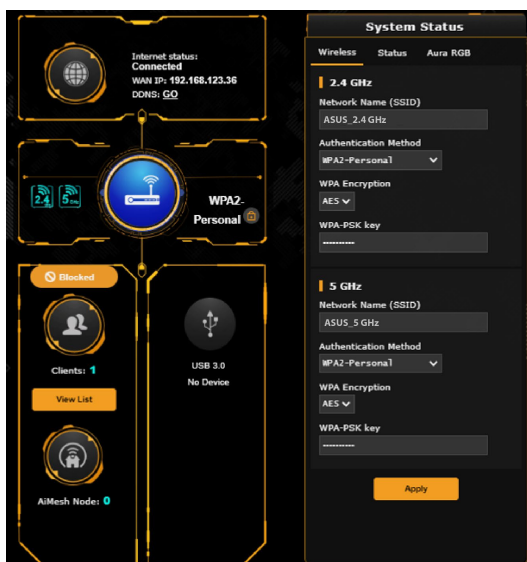 Internet status:
Connected
WAN IP: 192.168.123.36
DDNS: GO
2.4
GHz
5
GHz
WPA2-
Personal
Blocked
Clients: 1
View List
AiMesh Node: 0
USB 3.0
No Device
System Status
Wireless Status Aura RGB
2.4 GHz
Network Name (SSID)
ASUS_2.4 GHz
Authentication Method
WPA2-Personal
WPA Encryption
AES
WPA-PSK key
----------
5 GHz
Network Name (SSID)
ASUS_5 GHz
Authentication Method
WPA2-Personal
WPA Encryption
AES
WPA-PSK key
----------
Apply